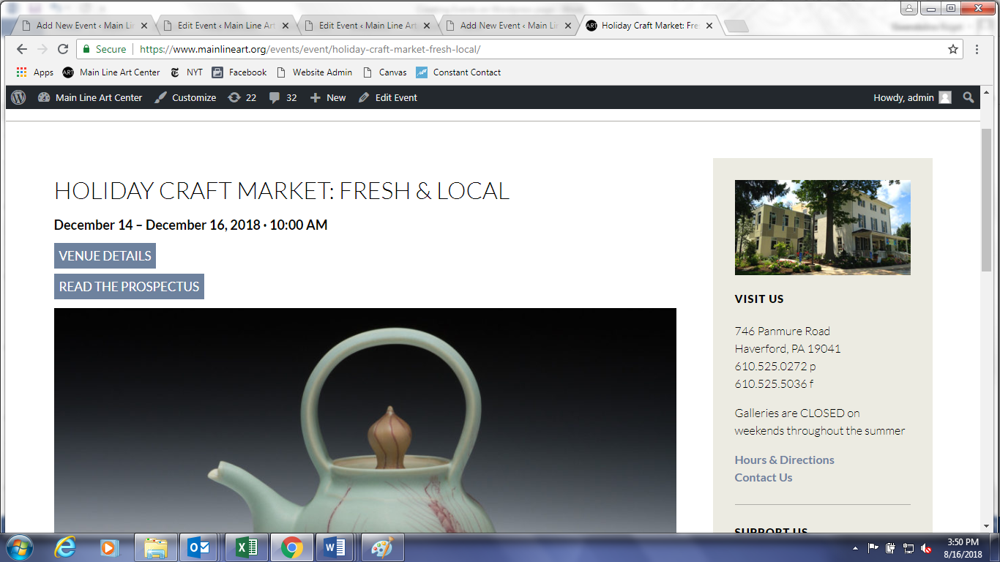 Add New Event ‹ Main Li
Edit Event ‹ Main Line Art
Edit Event ‹ Main Line Art
Add New Event ‹ Main Li
ART
Holiday Craft Market: Fre
Secure
https://www.mainlineart.org/events/event/holiday-craft-market-fresh-local/
Apps
ART
Main Line Art Center
NYT
Facebook
Website Admin
Canvas
Constant Contact
Main Line Art Center
Customize
22
32
New
Edit Event
Howdy, admin
HOLIDAY CRAFT MARKET: FRESH & LOCAL
December 14 – December 16, 2018 · 10:00 AM
VENUE DETAILS
READ THE PROSPECTUS
VISIT US
746 Panmure Road
Haverford, PA 19041
610.525.0272 p
610.525.5036 f
Galleries are CLOSED on
weekends throughout the summer
Hours & Directions
Contact Us
SUPPORT US
3:50 PM
8/16/2018